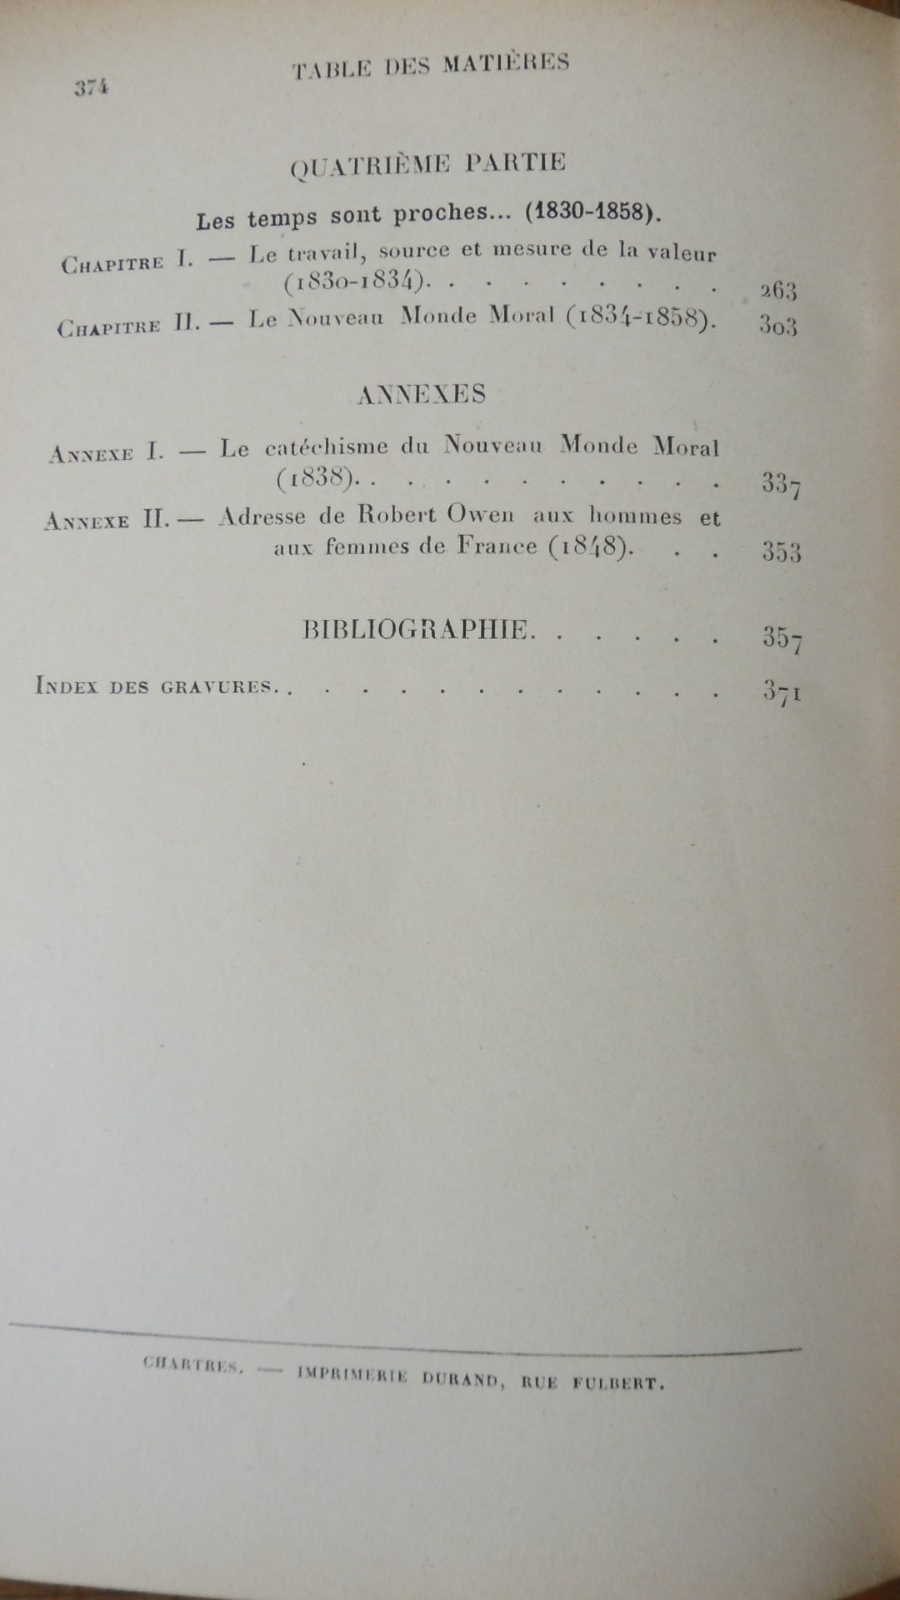 374
TABLE DES MATIÈRES
QUATRIÈME PARTIE
Les temps sont proches... (1830-1858).
CHAPITRE I. — Le travail, source et mesure de la valeur
(1830-1834). . . . . . . . . 263
CHAPITRE II. — Le Nouveau Monde Moral (1834-1858). 303
ANNEXES
ANNEXE I. — Le catéchisme du Nouveau Monde Moral
(1838). . . . . . . . . . . 337
ANNEXE II. — Adresse de Robert Owen aux hommes et
aux femmes de France (1848). . . 353
BIBLIOGRAPHIE. . . . . . 357
INDEX DES GRAVURES. . . . . . . . . . . . . 371
CHARTRES. — IMPRIMERIE DURAND, RUE FULBERT.